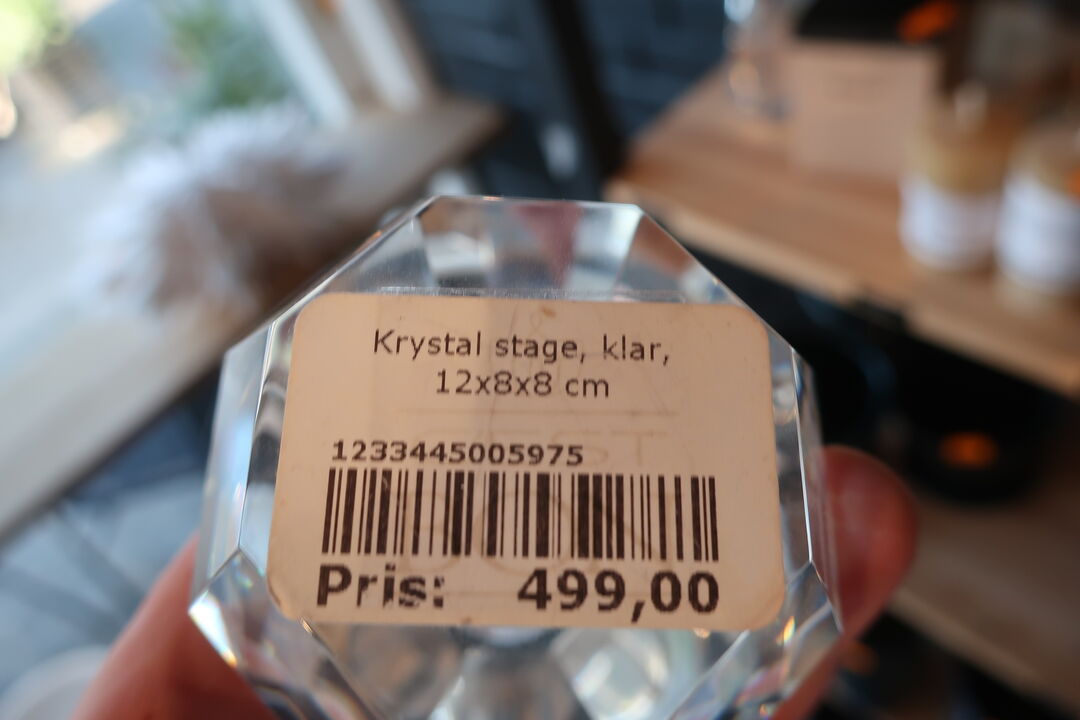 Krystal stage, klar,
12x8x8 cm
1233445005975
Pris: 499,00